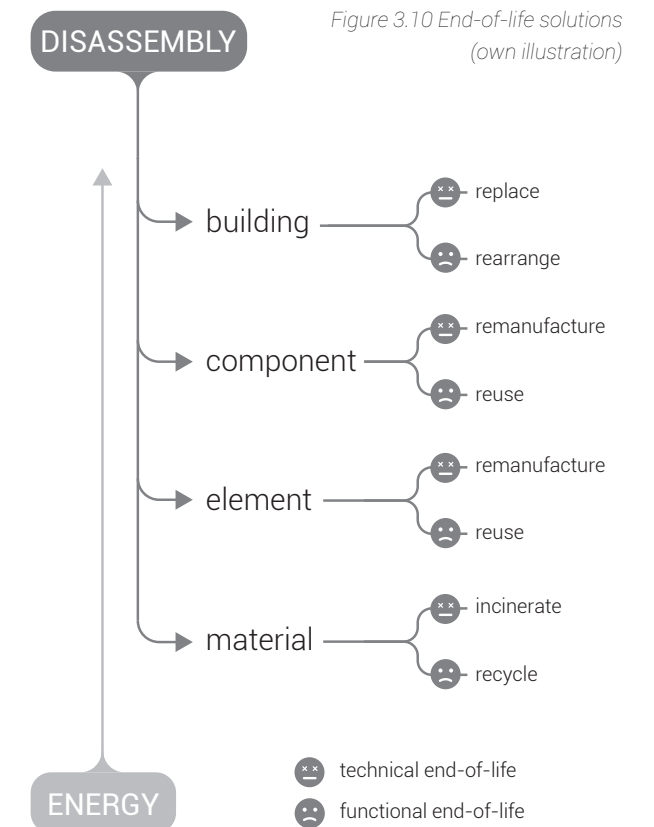 DISASSEMBLY
Figure 3.10 End-of-life solutions
(own illustration)
building
replace
rearrange
component
remanufacture
reuse
element
remanufacture
reuse
material
incinerate
recycle
technical end-of-life
functional end-of-life
ENERGY